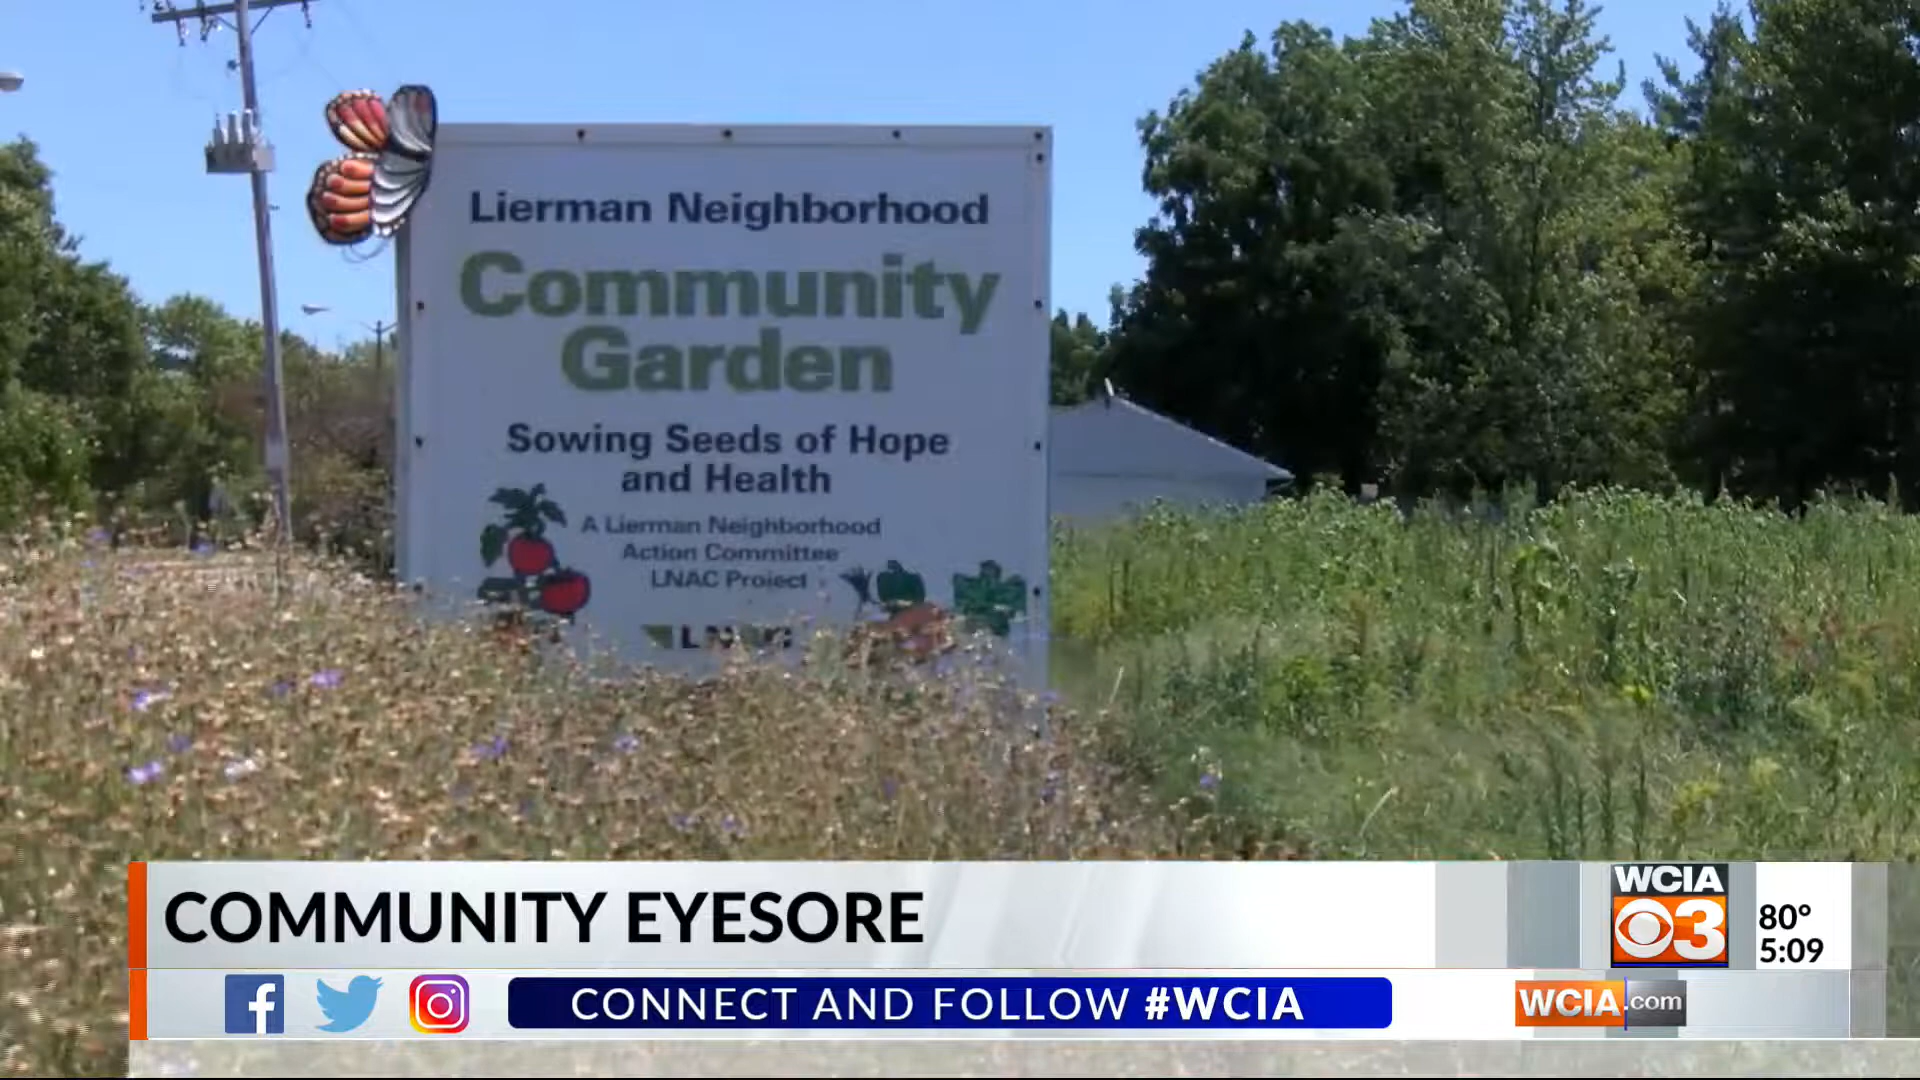 Lierman Neighborhood
Community
Garden
Sowing Seeds of Hope
and Health
A Lierman Neighborhood
Action Committee
LNAC Project
COMMUNITY EYESORE
WCIA
3
80°
5:09
CONNECT AND FOLLOW #WCIA
WCIA.com